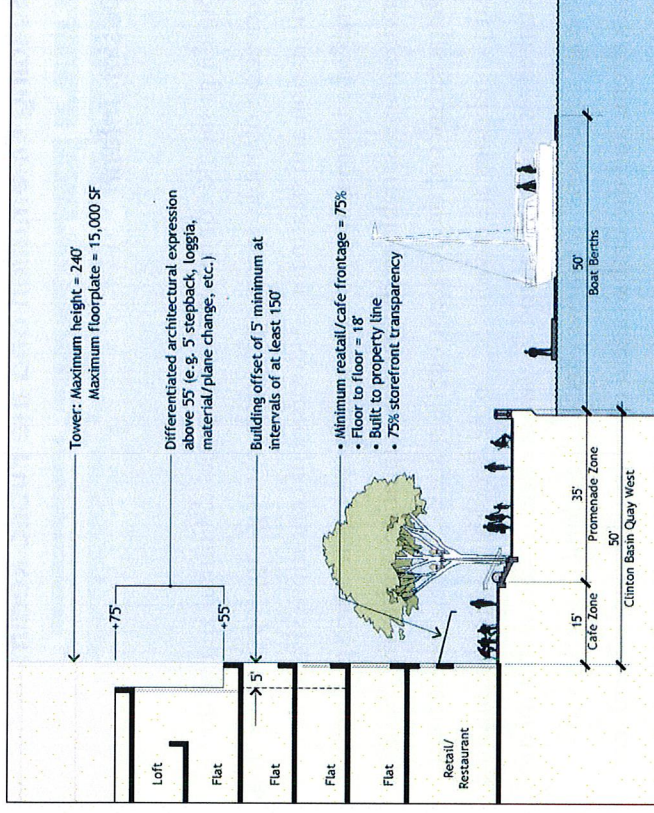 Tower: Maximum height = 240'
Maximum floorplate = 15,000 SF
Differentiated architectural expression
above 55' (e.g. 5' stepback, loggia,
material/plane change, etc.)
Building offset of 5' minimum at
intervals of at least 150'
• Minimum reatail/cafe frontage = 75%
• Floor to floor = 18'
• Built to property line
• 75% storefront transparency
+75'
+55'
5'
Loft
Flat
Flat
Flat
Flat
Retail/
Restaurant
15'
Cafe Zone
35'
Promenade Zone
50'
Boat Berths
50'
Clinton Basin Quay West